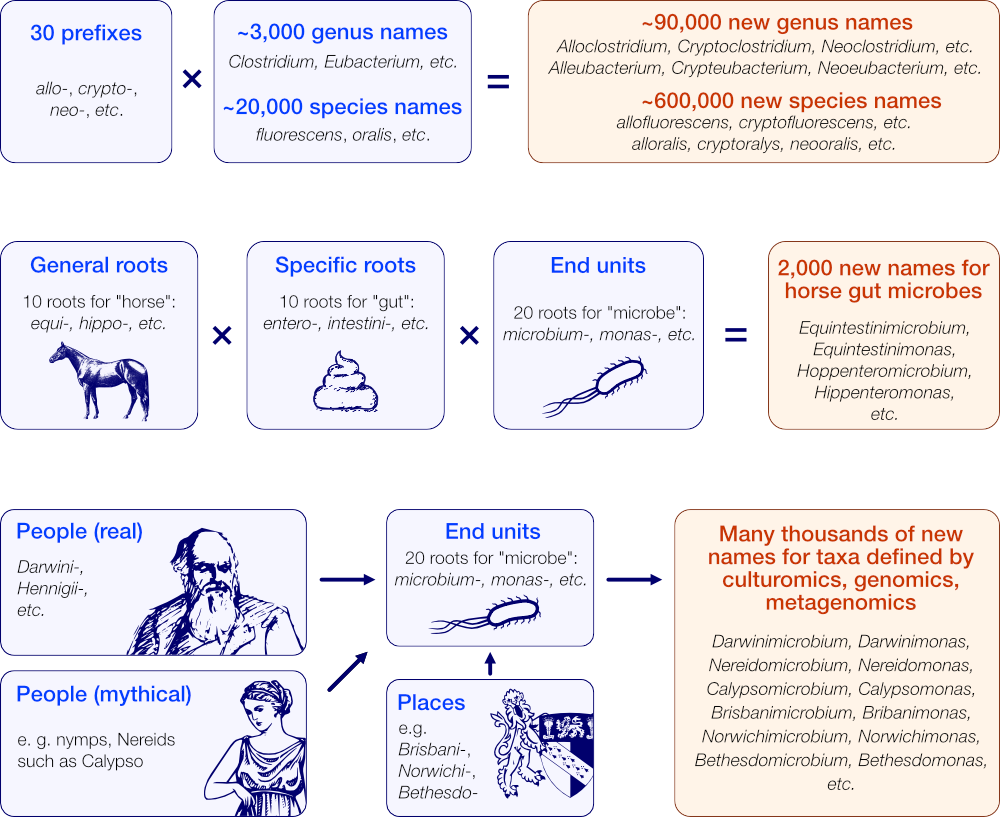 30 prefixes
allo-, crypto-,
neo-, etc.
×
~3,000 genus names
Clostridium, Eubacterium, etc.
~20,000 species names
fluorescens, oralis, etc.
=
~90,000 new genus names
Alloclostridium, Cryptoclostridium, Neoclostridium, etc.
Alleubacterium, Crypteubacterium, Neoeubacterium, etc.
~600,000 new species names
allofluorescens, cryptofluorescens, etc.
alloralis, cryptoralys, neooralis, etc.
General roots
10 roots for "horse":
equi-, hippo-, etc.
×
Specific roots
10 roots for "gut":
entero-, intestini-, etc.
×
End units
20 roots for "microbe":
microbium-, monas-, etc.
=
2,000 new names for
horse gut microbes
Equintestinimicrobium,
Equintestinimonas,
Hoppenteromicrobium,
Hippenteromonas,
etc.
People (real)
Darwini-,
Hennigii-,
etc.
People (mythical)
e. g. nymps, Nereids
such as Calypso
End units
20 roots for "microbe":
microbium-, monas-, etc.
Places
e.g.
Brisbani-,
Norwichi-,
Bethesdo-
Many thousands of new
names for taxa defined by
culturomics, genomics,
metagenomics
Darwinimicrobium, Darwinimonas,
Nereidomicrobium, Nereidomonas,
Calypsomicrobium, Calypsomonas,
Brisbanimicrobium, Bribanimonas,
Norwichimicrobium, Norwichimonas,
Bethesdomicrobium, Bethesdomonas,
etc.